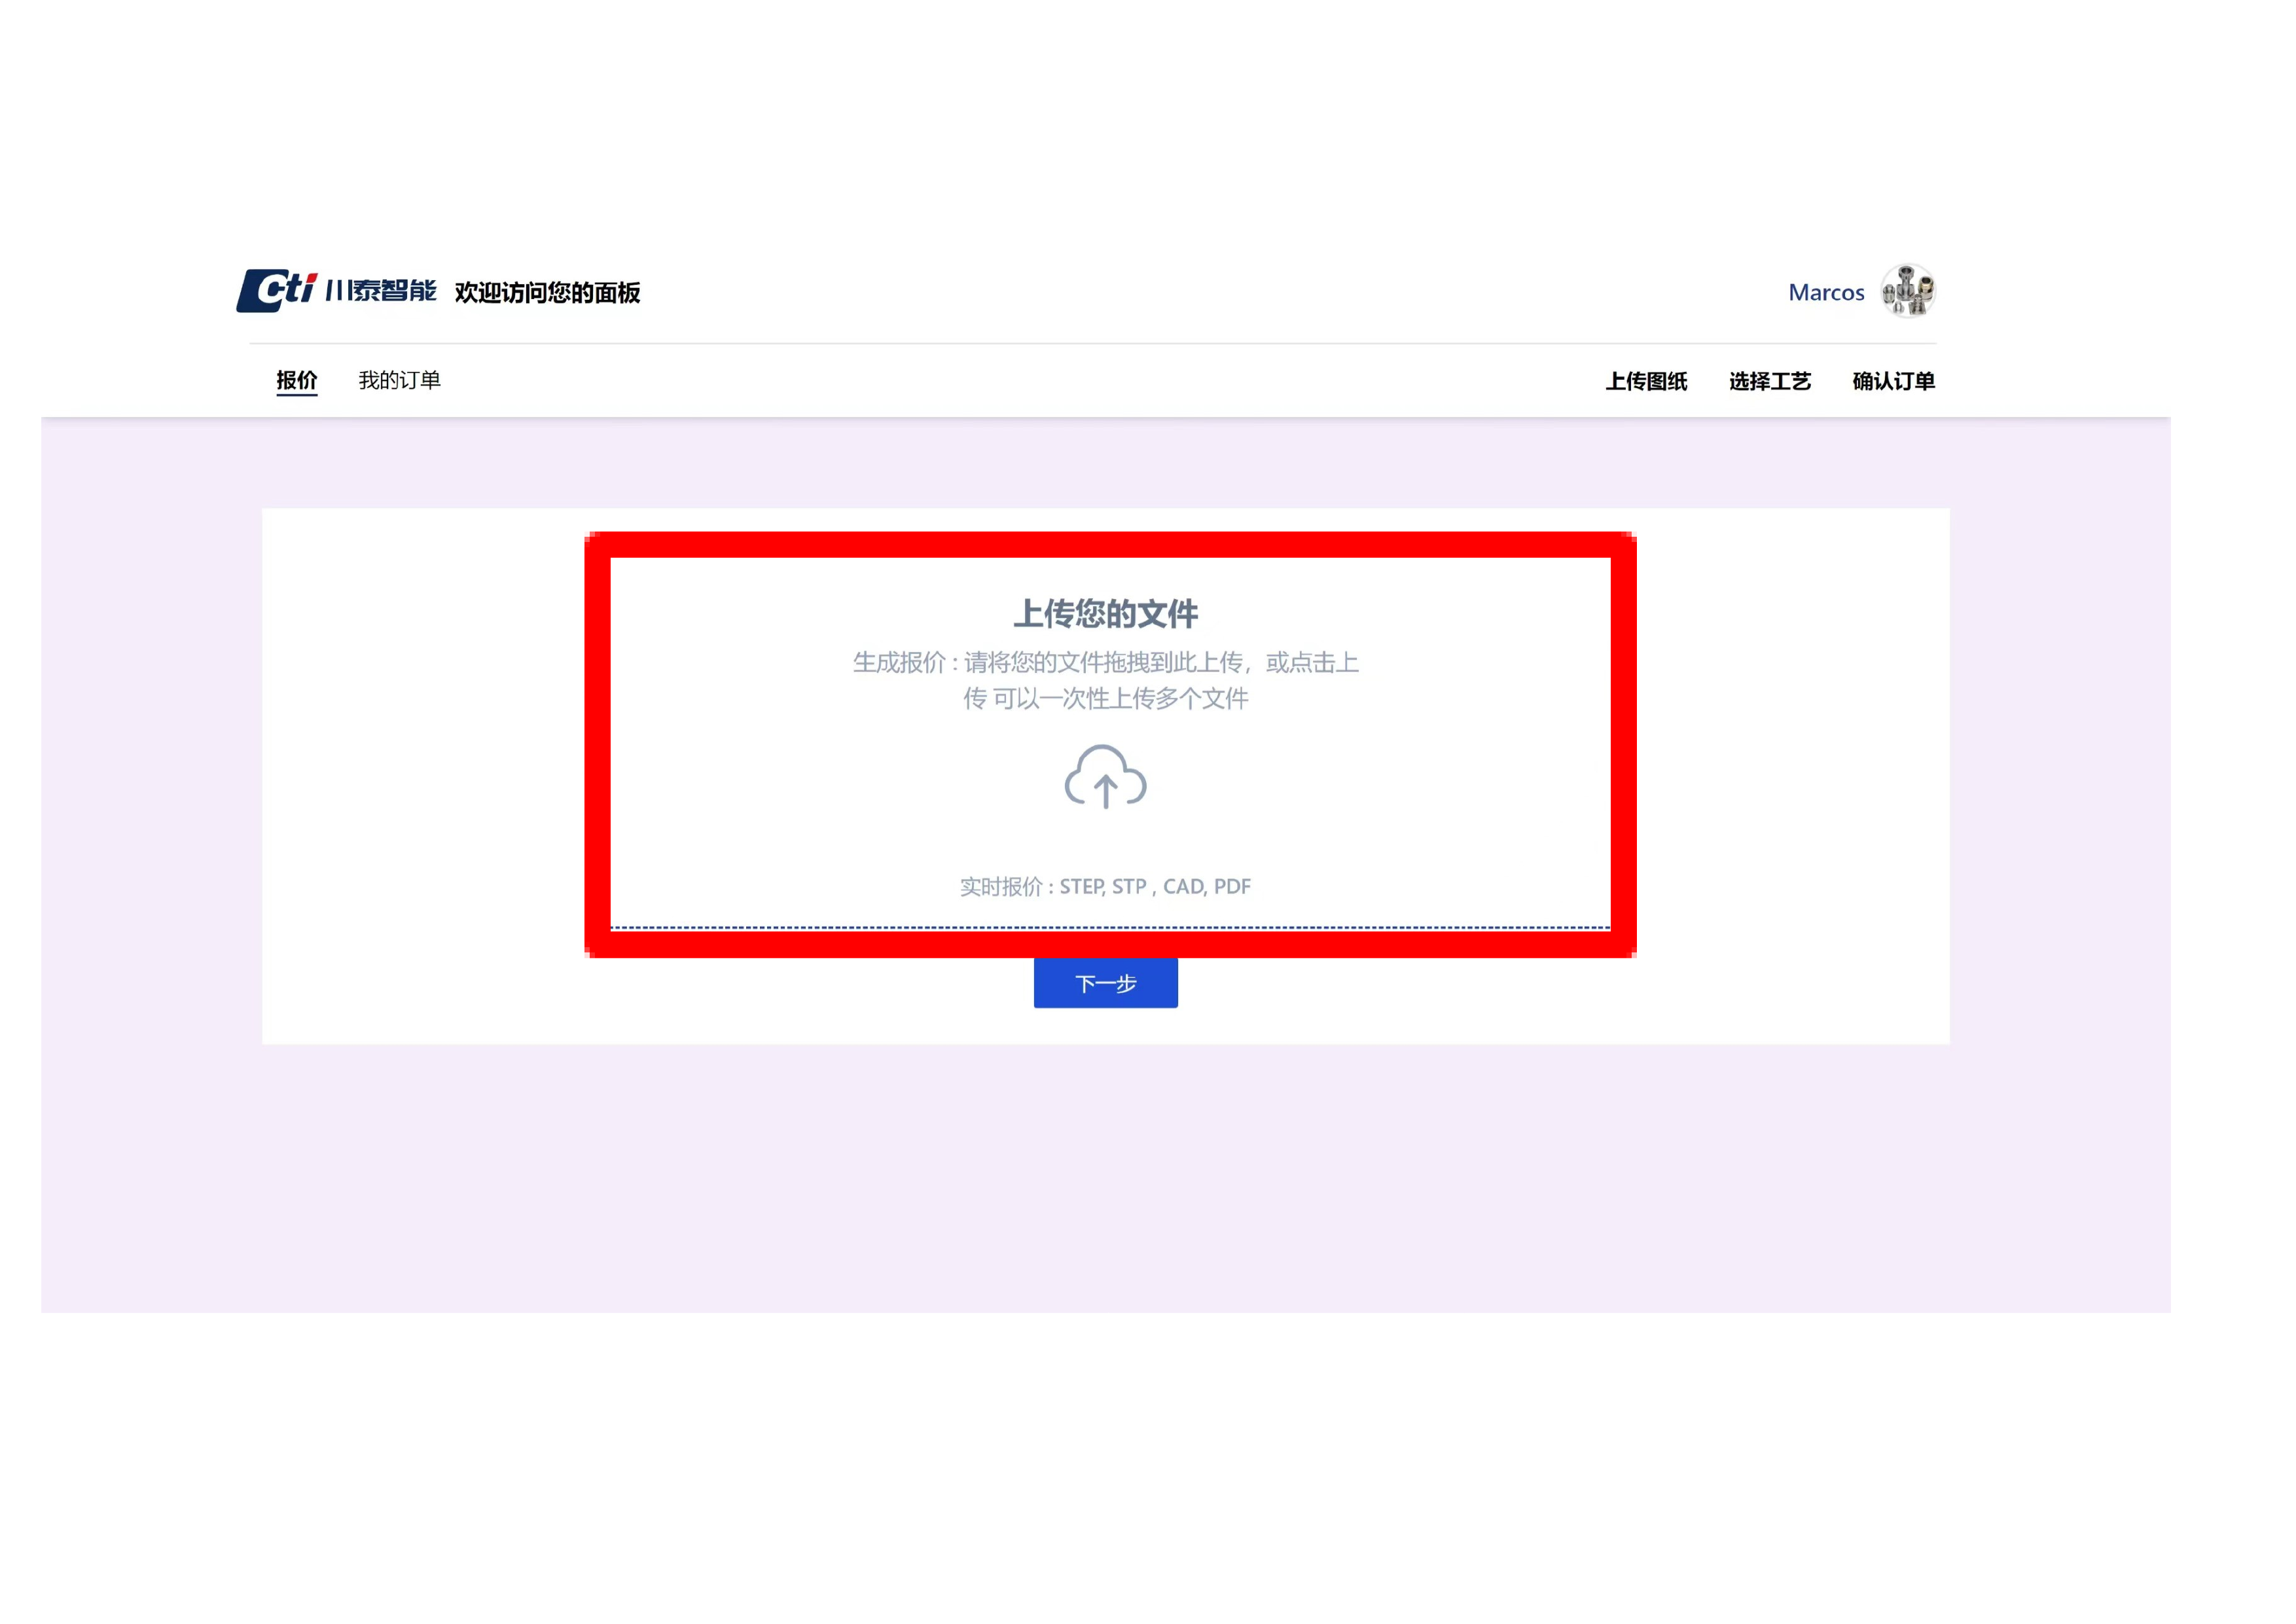 cti 川泰智能 欢迎访问您的面板
Marcos
报价 我的订单
上传图纸 选择工艺 确认订单
上传您的文件
生成报价 : 请将您的文件拖拽到此上传，或点击上
传 可以一次性上传多个文件
实时报价 : STEP, STP , CAD, PDF
下一步